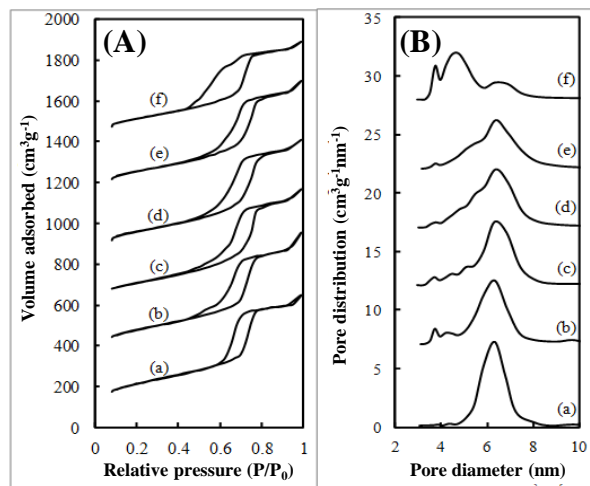 (A)
Volume adsorbed (cm³g⁻¹)
2000
1800
1600
1400
1200
1000
800
600
400
200
0
(f)
(e)
(d)
(c)
(b)
(a)
0 0.2 0.4 0.6 0.8 1
Relative pressure (P/P₀)
(B)
Pore distribution (cm³g⁻¹nm⁻¹)
35
30
25
20
15
10
5
0
(f)
(e)
(d)
(c)
(b)
(a)
2 4 6 8 10
Pore diameter (nm)